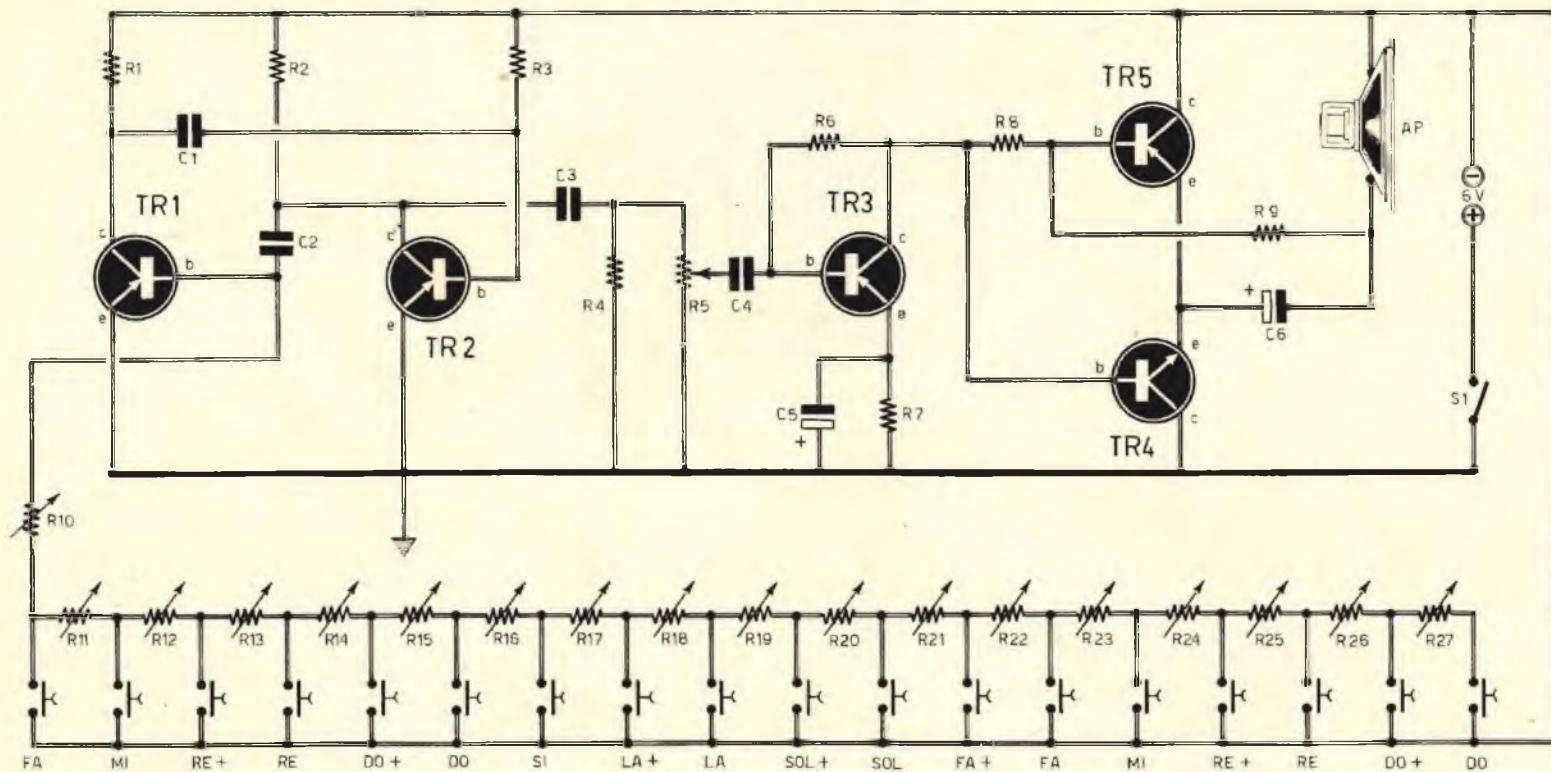 R1
R2
R3
C1
TR1
c
b
e
C2
c
b
e
TR2
C3
R4
R5
C4
R6
TR3
b
c
e
C5
+
R7
R8
TR5
b
c
e
R9
+
C6
b
e
c
TR4
AP
−
6V
+
S1
R10
R11 R12 R13 R14 R15 R16 R17 R18 R19 R20 R21 R22 R23 R24 R25 R26 R27
FA MI RE+ RE DO+ DO SI LA+ LA SOL+ SOL FA+ FA MI RE+ RE DO+ DO